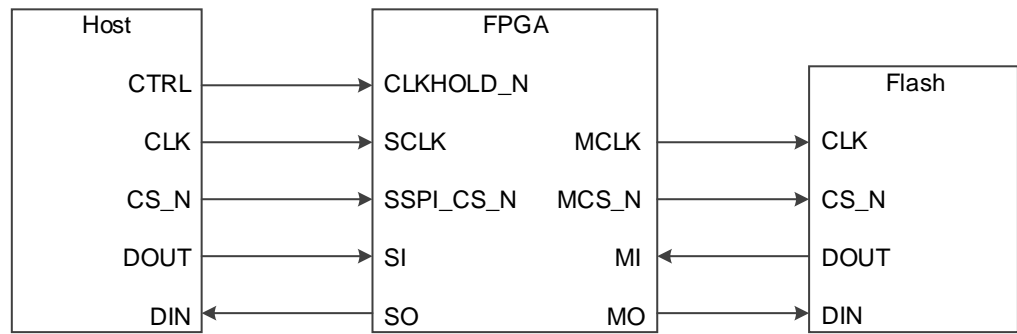 Host
FPGA
CTRL
CLKHOLD_N
Flash
CLK
SCLK
MCLK
CLK
CS_N
SSPI_CS_N
MCS_N
CS_N
DOUT
SI
MI
DOUT
DIN
SO
MO
DIN